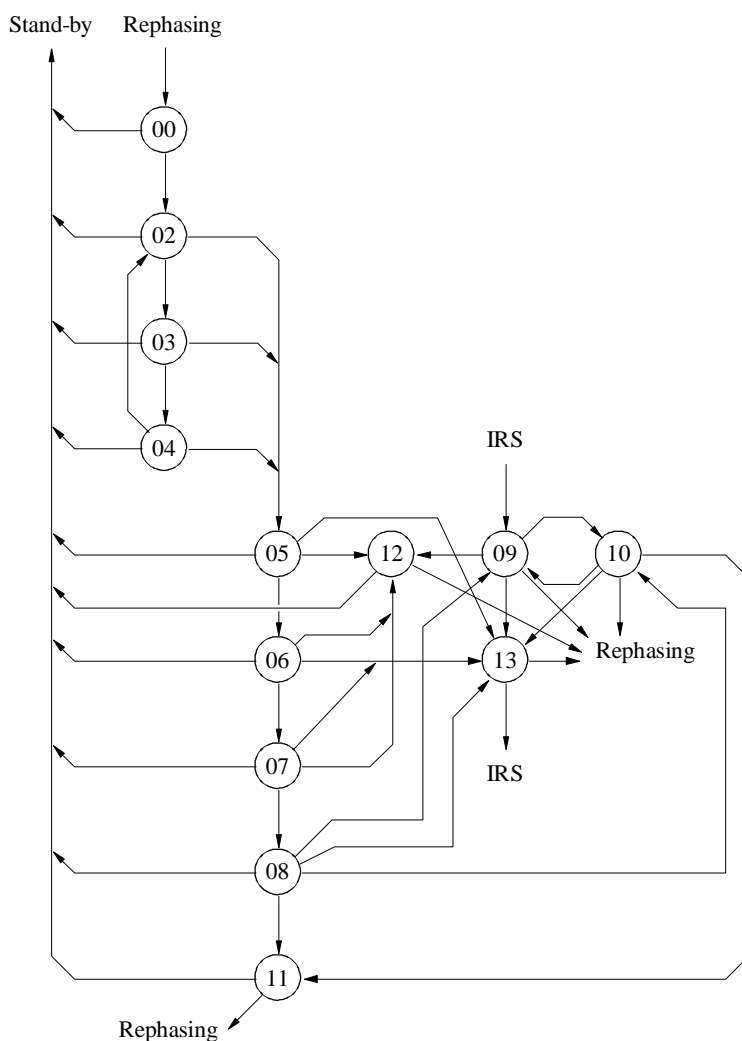 Stand-by Rephasing
00
02
03
04
IRS
05 12 09 10
06 13 Rephasing
07 IRS
08
11
Rephasing